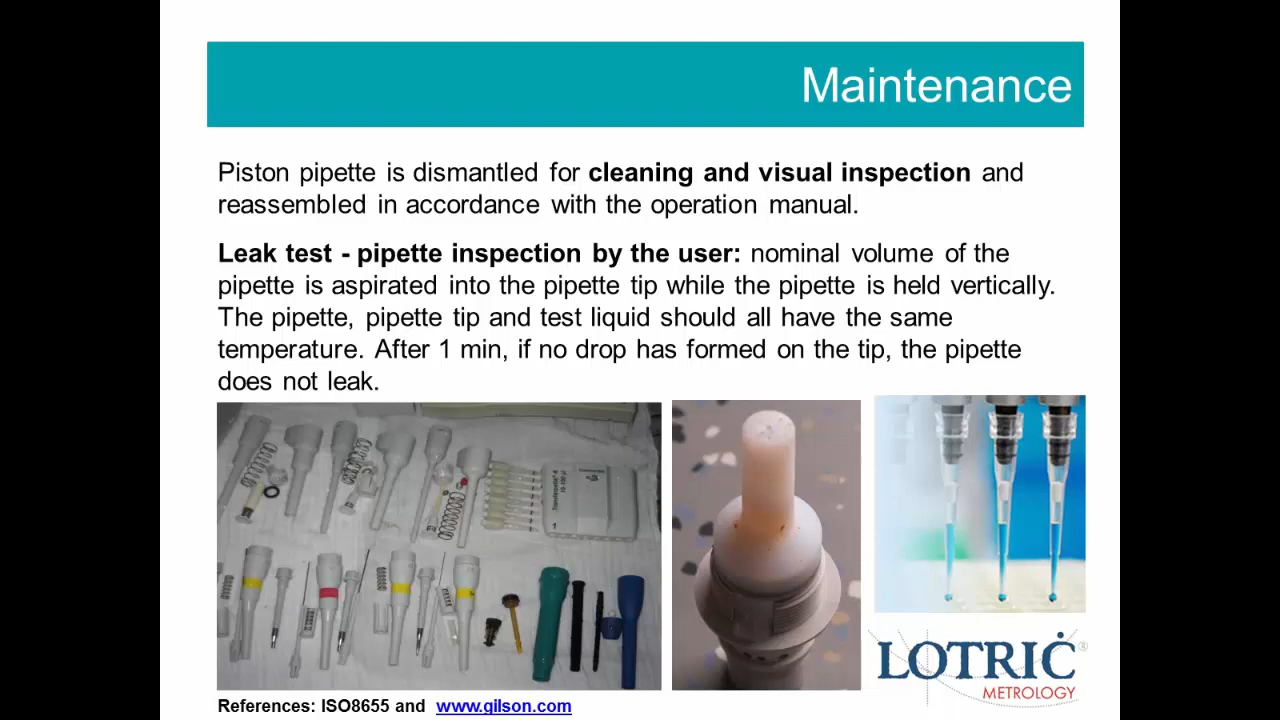 Maintenance
Piston pipette is dismantled for cleaning and visual inspection and
reassembled in accordance with the operation manual.
Leak test - pipette inspection by the user: nominal volume of the
pipette is aspirated into the pipette tip while the pipette is held vertically.
The pipette, pipette tip and test liquid should all have the same
temperature. After 1 min, if no drop has formed on the tip, the pipette
does not leak.
LOTRIČ®
METROLOGY
References: ISO8655 and www.gilson.com